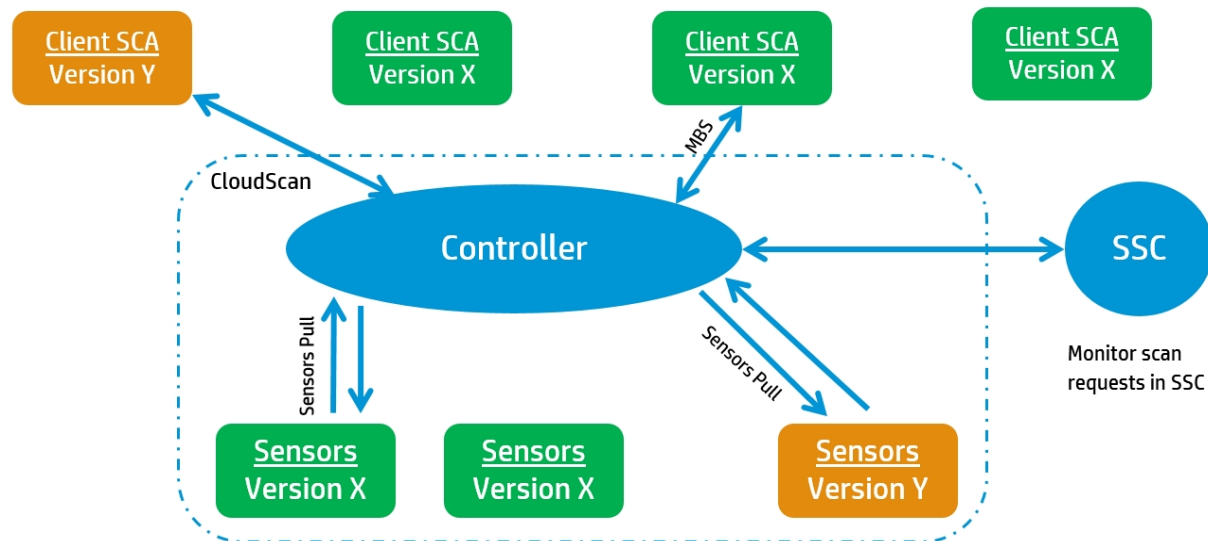 Client SCA
Version Y
Client SCA
Version X
Client SCA
Version X
Client SCA
Version X
MBS
CloudScan
Controller
SSC
Sensors Pull
Sensors Pull
Monitor scan
requests in SSC
Sensors
Version X
Sensors
Version X
Sensors
Version Y